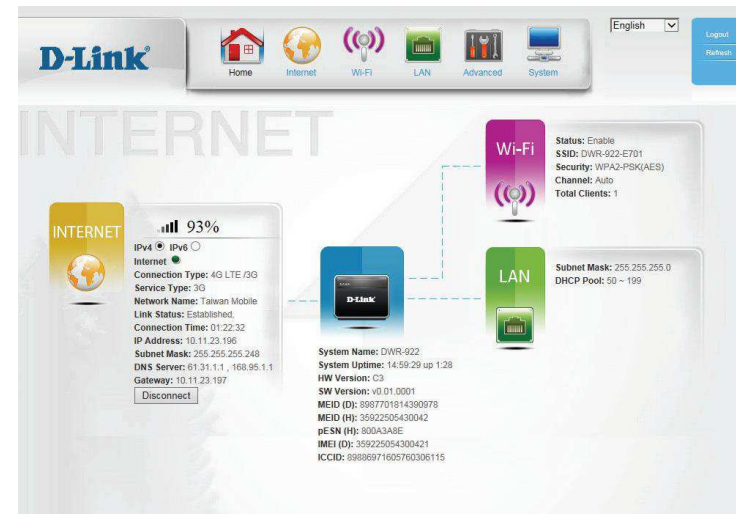 D-Link
Home
Internet
Wi-Fi
LAN
Advanced
System
English
Logout
Refresh
INTERNET
Wi-Fi
Status: Enable
SSID: DWR-922-E701
Security: WPA2-PSK(AES)
Channel: Auto
Total Clients: 1
INTERNET
93%
IPv4 IPv6
Internet
Connection Type: 4G LTE /3G
Service Type: 3G
Network Name: Taiwan Mobile
Link Status: Established.
Connection Time: 01:22:32
IP Address: 10.11.23.196
Subnet Mask: 255.255.255.248
DNS Server: 61.31.1.1 , 168.95.1.1
Gateway: 10.11.23.197
Disconnect
D-Link
System Name: DWR-922
System Uptime: 14:59:29 up 1:28
HW Version: C3
SW Version: v0.01.0001
MEID (D): 8987701814390978
MEID (H): 35922505430042
pESN (H): 800A3A8E
IMEI (D): 359225054300421
ICCID: 89886971605760306115
LAN
Subnet Mask: 255.255.255.0
DHCP Pool: 50 ~ 199